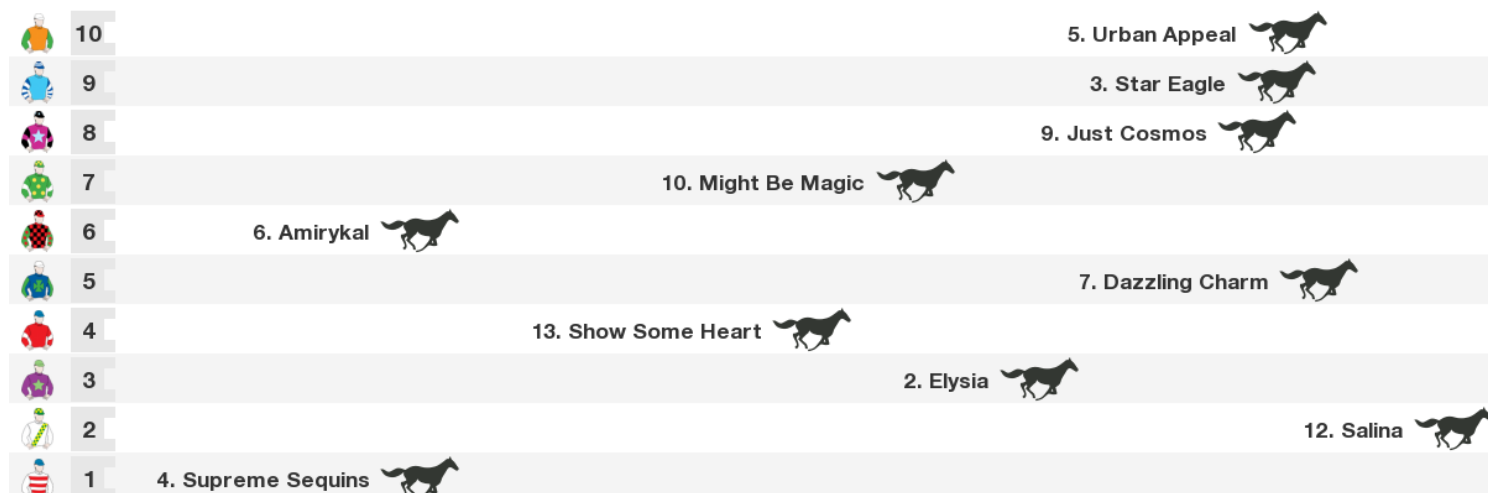 10 5. Urban Appeal
9 3. Star Eagle
8 9. Just Cosmos
7 10. Might Be Magic
6 6. Amirykal
5 7. Dazzling Charm
4 13. Show Some Heart
3 2. Elysia
2 12. Salina
1 4. Supreme Sequins